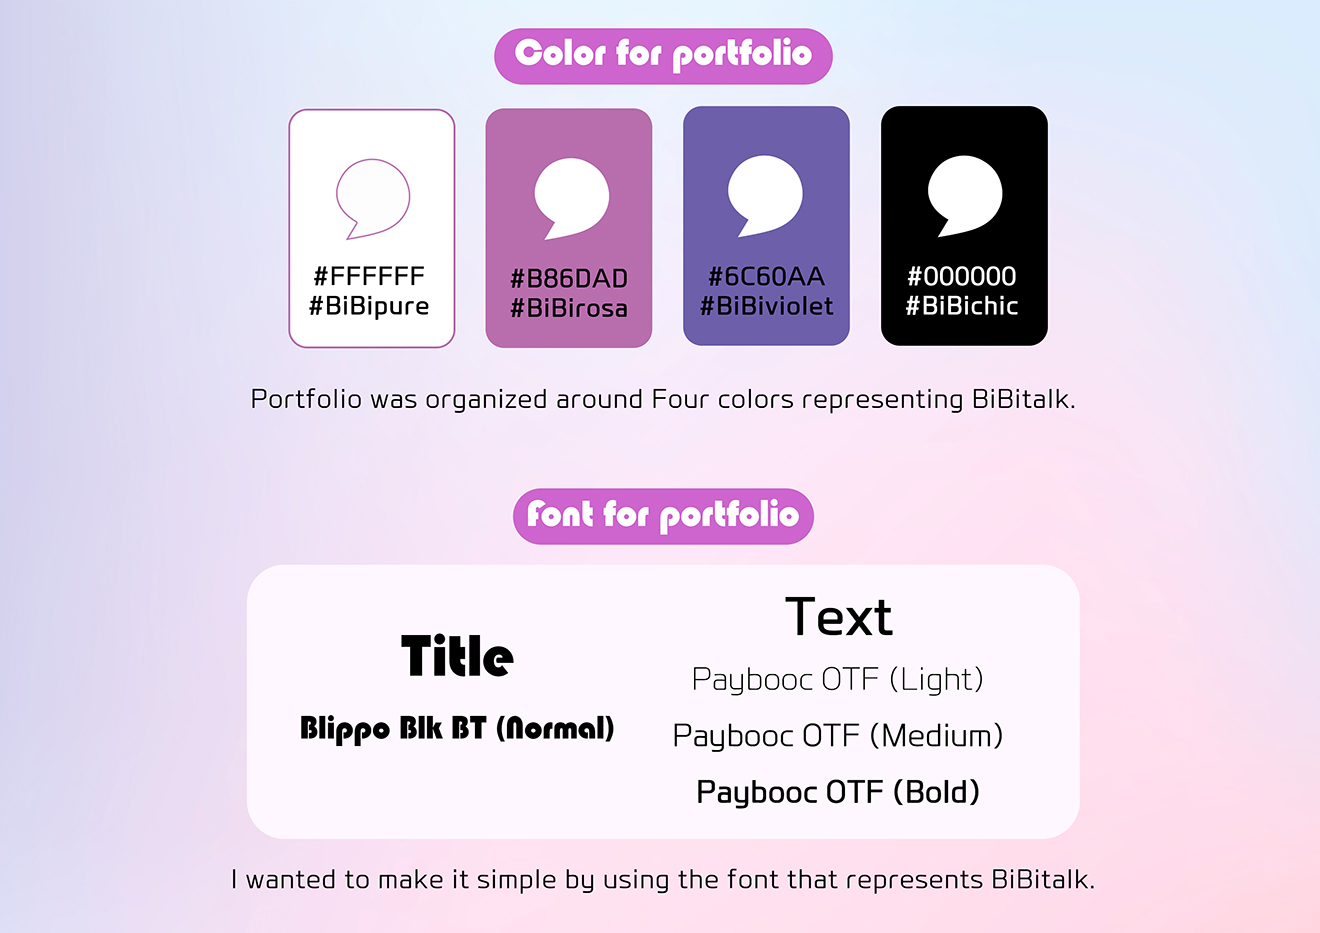 Color for portfolio
#FFFFFF
#BiBipure
#B86DAD
#BiBirosa
#6C60AA
#BiBiviolet
#000000
#BiBichic
Portfolio was organized around Four colors representing BiBitalk.
Font for portfolio
Title
Blippo Blk BT (Normal)
Text
Paybooc OTF (Light)
Paybooc OTF (Medium)
Paybooc OTF (Bold)
I wanted to make it simple by using the font that represents BiBitalk.